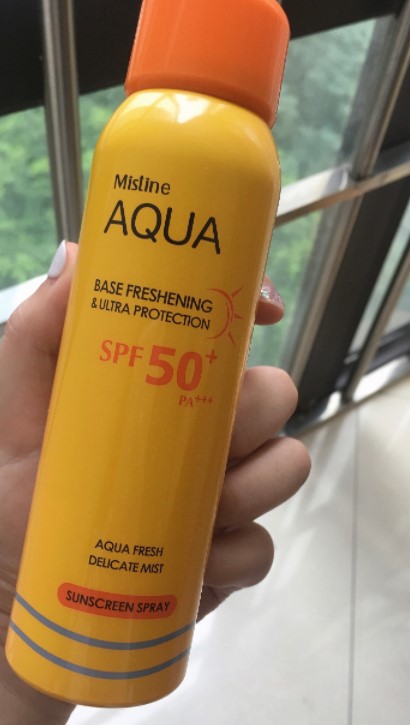 Mistine
AQUA
BASE FRESHENING
& ULTRA PROTECTION
SPF 50+
PA+++
AQUA FRESH
DELICATE MIST
SUNSCREEN SPRAY